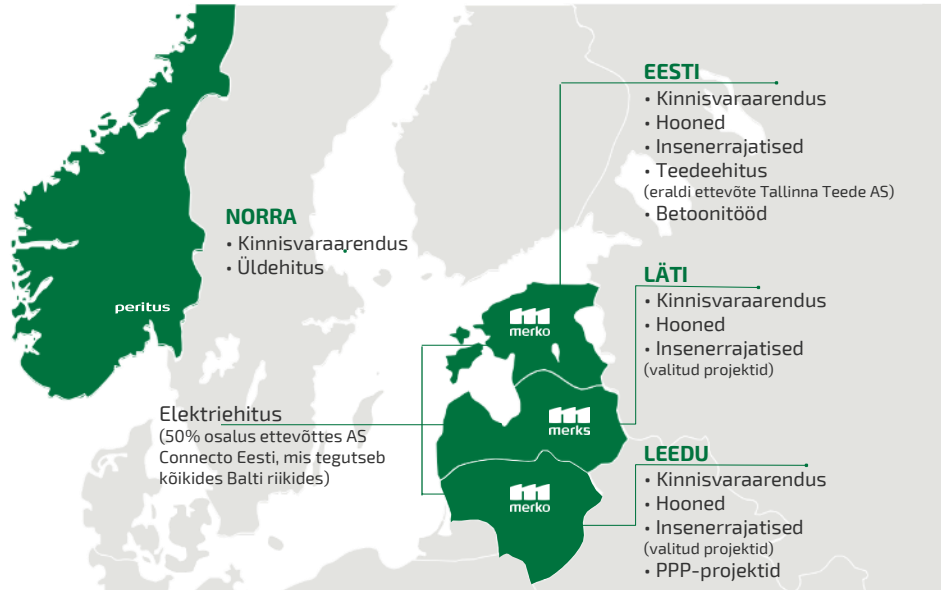 EESTI
• Kinnisvaraarendus
• Hooned
• Insenerrajatised
• Teedeehitus
(eraldi ettevõte Tallinna Teede AS)
• Betoonitööd
NORRA
• Kinnisvaraarendus
• Üldehitus
peritus
merko
LÄTI
• Kinnisvaraarendus
• Hooned
• Insenerrajatised
(valitud projektid)
Elektriehitus
(50% osalus ettevõttes AS
Connecto Eesti, mis tegutseb
kõikides Balti riikides)
merks
merko
LEEDU
• Kinnisvaraarendus
• Hooned
• Insenerrajatised
(valitud projektid)
• PPP-projektid